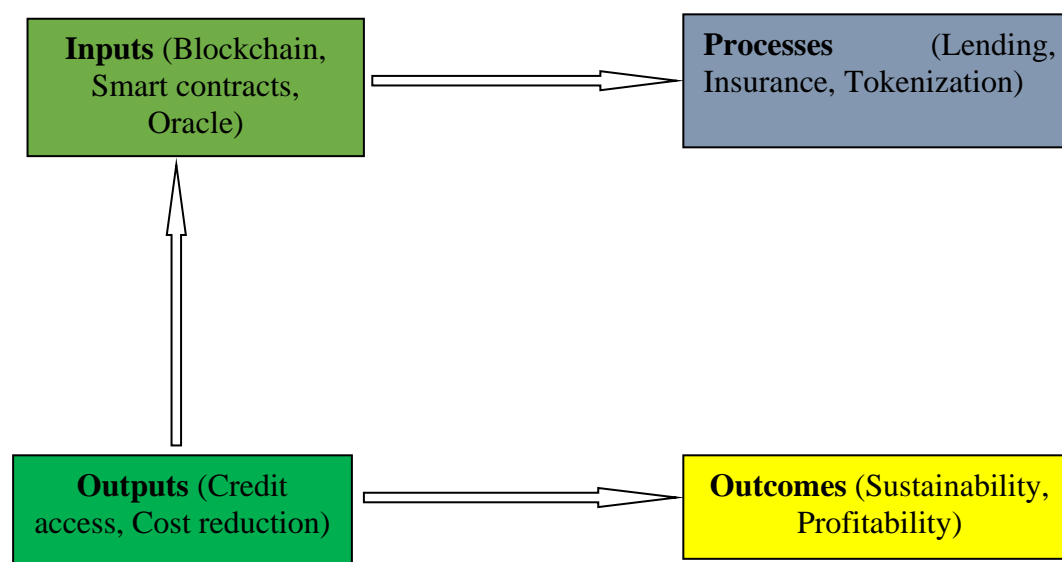 Inputs (Blockchain,
Smart contracts,
Oracle)
Processes (Lending,
Insurance, Tokenization)
Outputs (Credit
access, Cost reduction)
Outcomes (Sustainability,
Profitability)